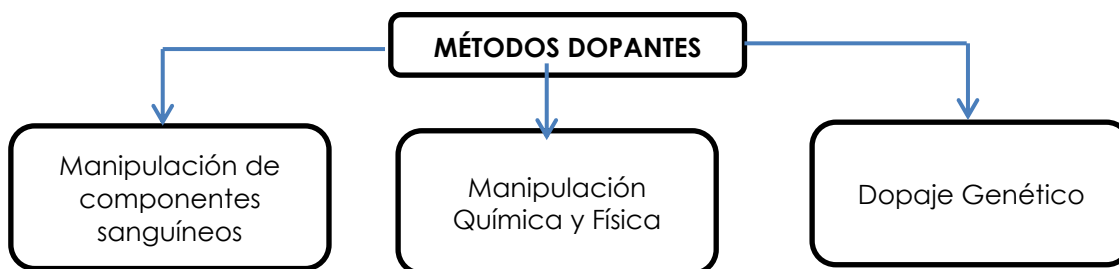 MÉTODOS DOPANTES
Manipulación de
componentes
sanguíneos
Manipulación
Química y Física
Dopaje Genético